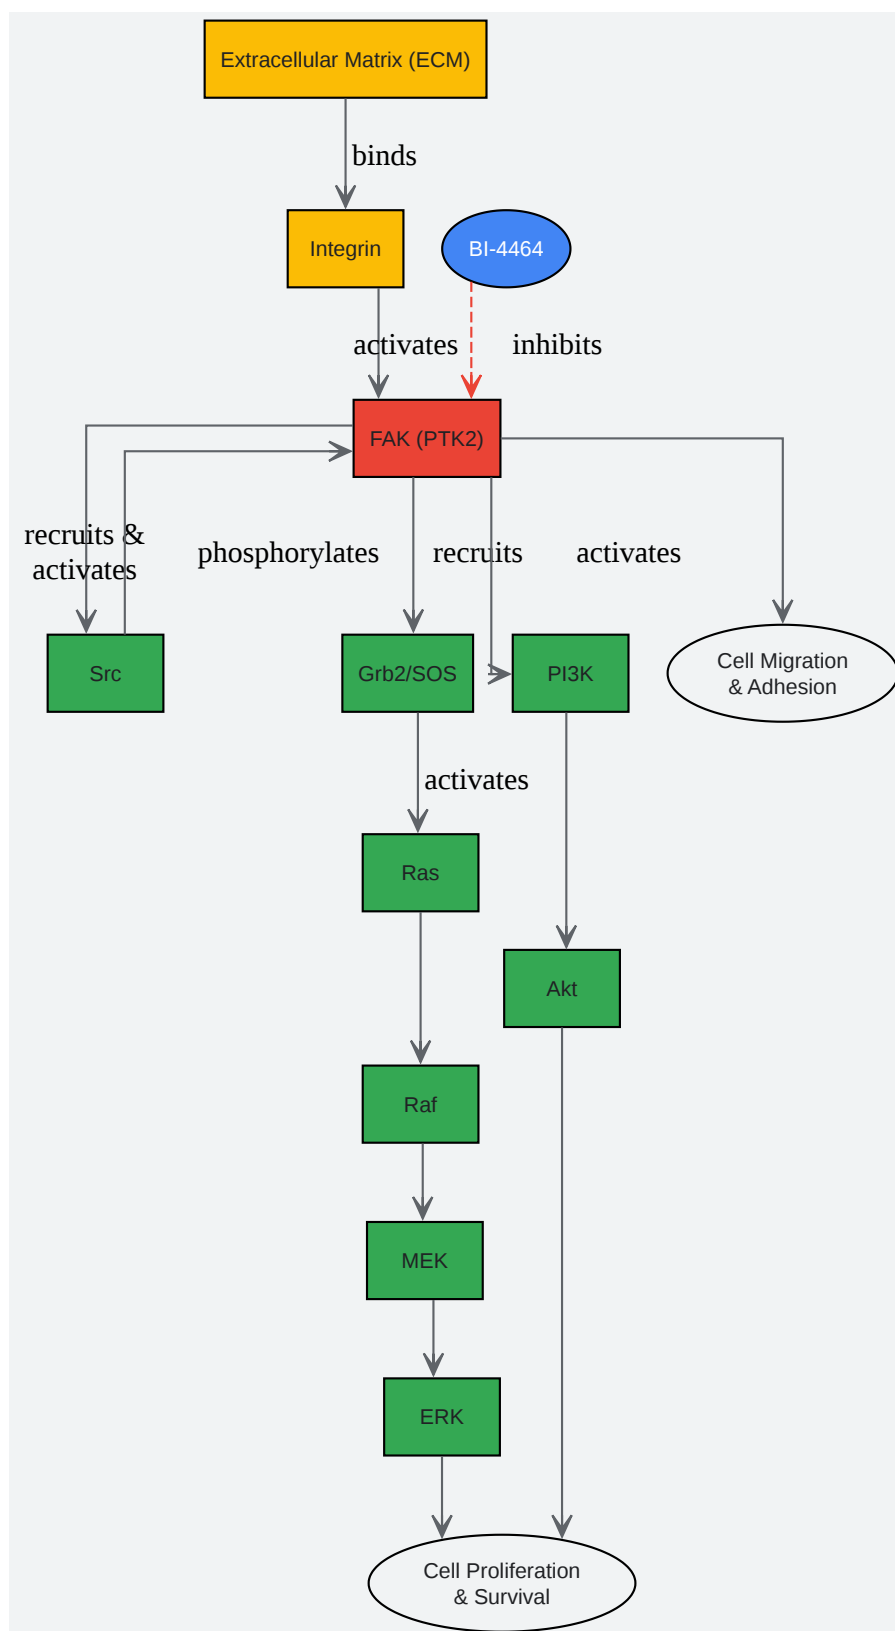 Extracellular Matrix (ECM)
binds
Integrin
BI-4464
activates
inhibits
FAK (PTK2)
recruits &
activates
phosphorylates
recruits
activates
Src
Grb2/SOS
PI3K
Cell Migration
& Adhesion
activates
Ras
Akt
Raf
MEK
ERK
Cell Proliferation
& Survival